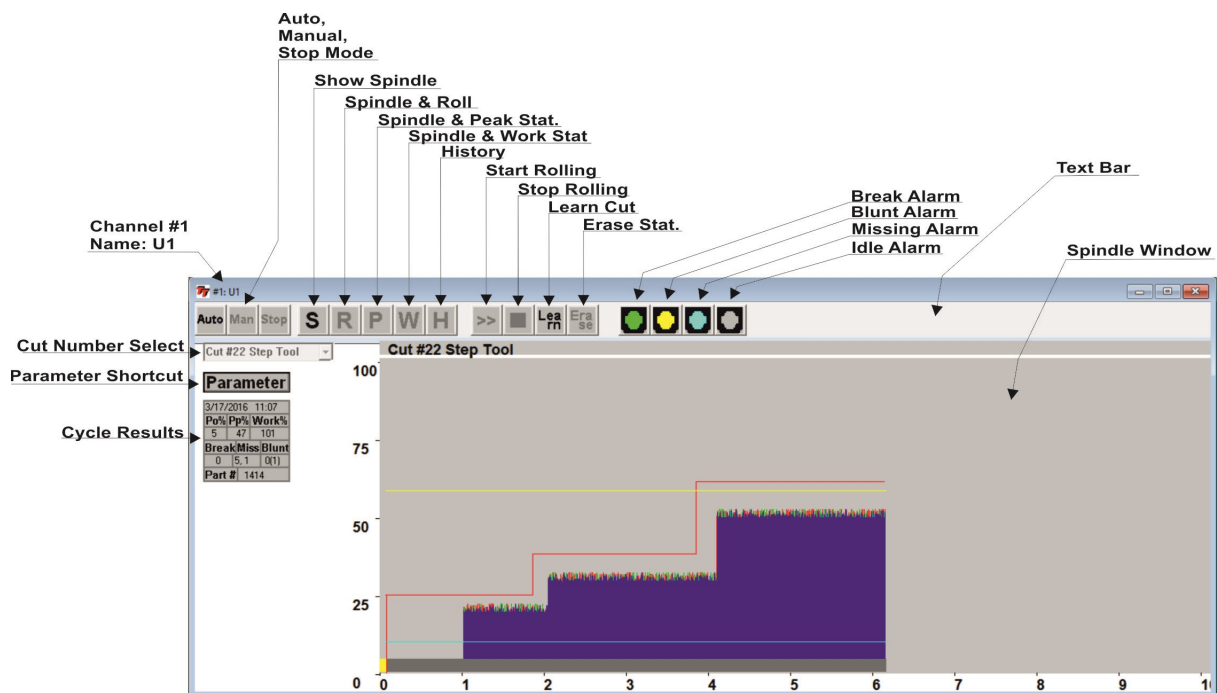 Auto,
Manual,
Stop Mode
Show Spindle
Spindle & Roll
Spindle & Peak Stat.
Spindle & Work Stat
History
Start Rolling
Stop Rolling
Learn Cut
Erase Stat.
Break Alarm
Blunt Alarm
Missing Alarm
Idle Alarm
Text Bar
Spindle Window
Channel #1
Name: U1
#1: U1
Auto Man Stop S R P W H >> Lea rn Era se
Cut Number Select
Cut #22 Step Tool
Cut #22 Step Tool
Parameter Shortcut
Parameter
Cycle Results
3/17/2016 11:07
Po% Pp% Work%
5 47 101
Break Miss Blunt
0 5, 1 0(1)
Part # 1414
100
75
50
25
0
0 1 2 3 4 5 6 7 8 9 10